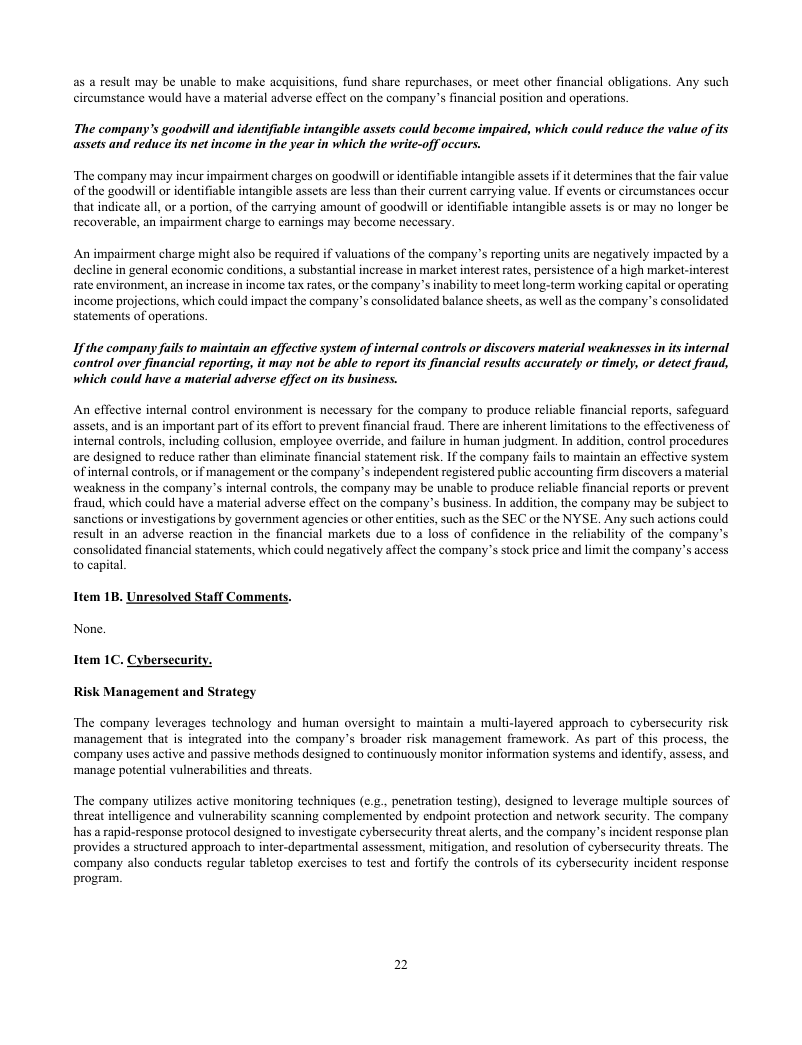 as a result may be unable to make acquisitions, fund share repurchases, or meet other financial obligations. Any such
circumstance would have a material adverse effect on the company’s financial position and operations.
The company’s goodwill and identifiable intangible assets could become impaired, which could reduce the value of its
assets and reduce its net income in the year in which the write-off occurs.
The company may incur impairment charges on goodwill or identifiable intangible assets if it determines that the fair value
of the goodwill or identifiable intangible assets are less than their current carrying value. If events or circumstances occur
that indicate all, or a portion, of the carrying amount of goodwill or identifiable intangible assets is or may no longer be
recoverable, an impairment charge to earnings may become necessary.
An impairment charge might also be required if valuations of the company’s reporting units are negatively impacted by a
decline in general economic conditions, a substantial increase in market interest rates, persistence of a high market-interest
rate environment, an increase in income tax rates, or the company’s inability to meet long-term working capital or operating
income projections, which could impact the company’s consolidated balance sheets, as well as the company’s consolidated
statements of operations.
If the company fails to maintain an effective system of internal controls or discovers material weaknesses in its internal
control over financial reporting, it may not be able to report its financial results accurately or timely, or detect fraud,
which could have a material adverse effect on its business.
An effective internal control environment is necessary for the company to produce reliable financial reports, safeguard
assets, and is an important part of its effort to prevent financial fraud. There are inherent limitations to the effectiveness of
internal controls, including collusion, employee override, and failure in human judgment. In addition, control procedures
are designed to reduce rather than eliminate financial statement risk. If the company fails to maintain an effective system
of internal controls, or if management or the company’s independent registered public accounting firm discovers a material
weakness in the company’s internal controls, the company may be unable to produce reliable financial reports or prevent
fraud, which could have a material adverse effect on the company’s business. In addition, the company may be subject to
sanctions or investigations by government agencies or other entities, such as the SEC or the NYSE. Any such actions could
result in an adverse reaction in the financial markets due to a loss of confidence in the reliability of the company’s
consolidated financial statements, which could negatively affect the company’s stock price and limit the company’s access
to capital.
Item 1B. Unresolved Staff Comments.
None.
Item 1C. Cybersecurity.
Risk Management and Strategy
The company leverages technology and human oversight to maintain a multi-layered approach to cybersecurity risk
management that is integrated into the company’s broader risk management framework. As part of this process, the
company uses active and passive methods designed to continuously monitor information systems and identify, assess, and
manage potential vulnerabilities and threats.
The company utilizes active monitoring techniques (e.g., penetration testing), designed to leverage multiple sources of
threat intelligence and vulnerability scanning complemented by endpoint protection and network security. The company
has a rapid-response protocol designed to investigate cybersecurity threat alerts, and the company’s incident response plan
provides a structured approach to inter-departmental assessment, mitigation, and resolution of cybersecurity threats. The
company also conducts regular tabletop exercises to test and fortify the controls of its cybersecurity incident response
program.
22